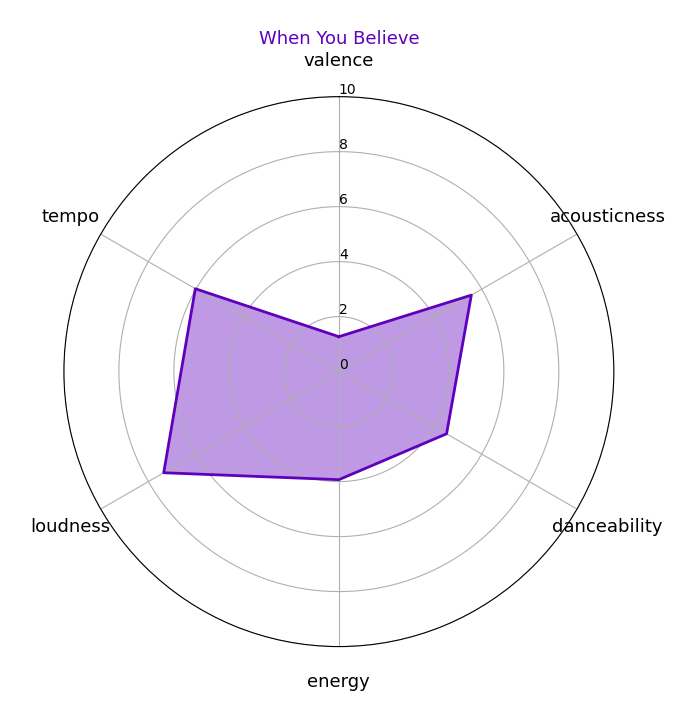 When You Believe
valence
10
8
6
4
2
0
tempo
acousticness
loudness
danceability
energy